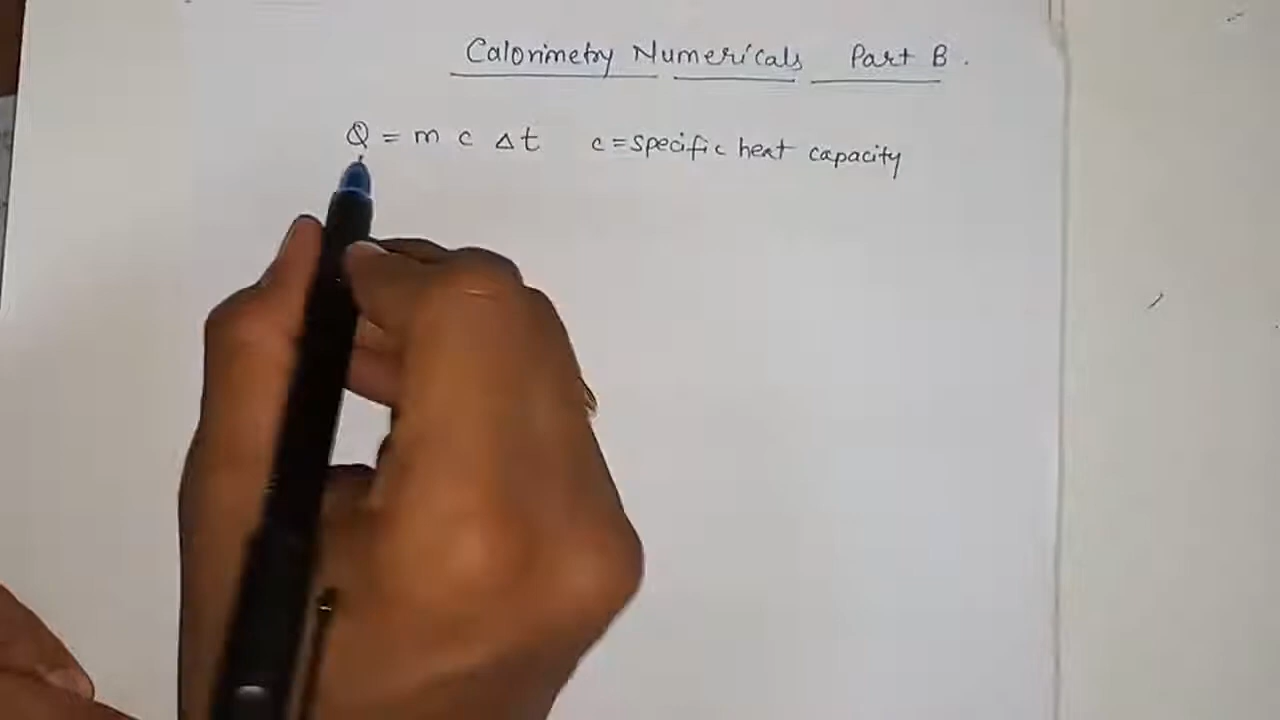 Calorimetry Numericals Part B.
Q = m c Δt c = specific heat capacity